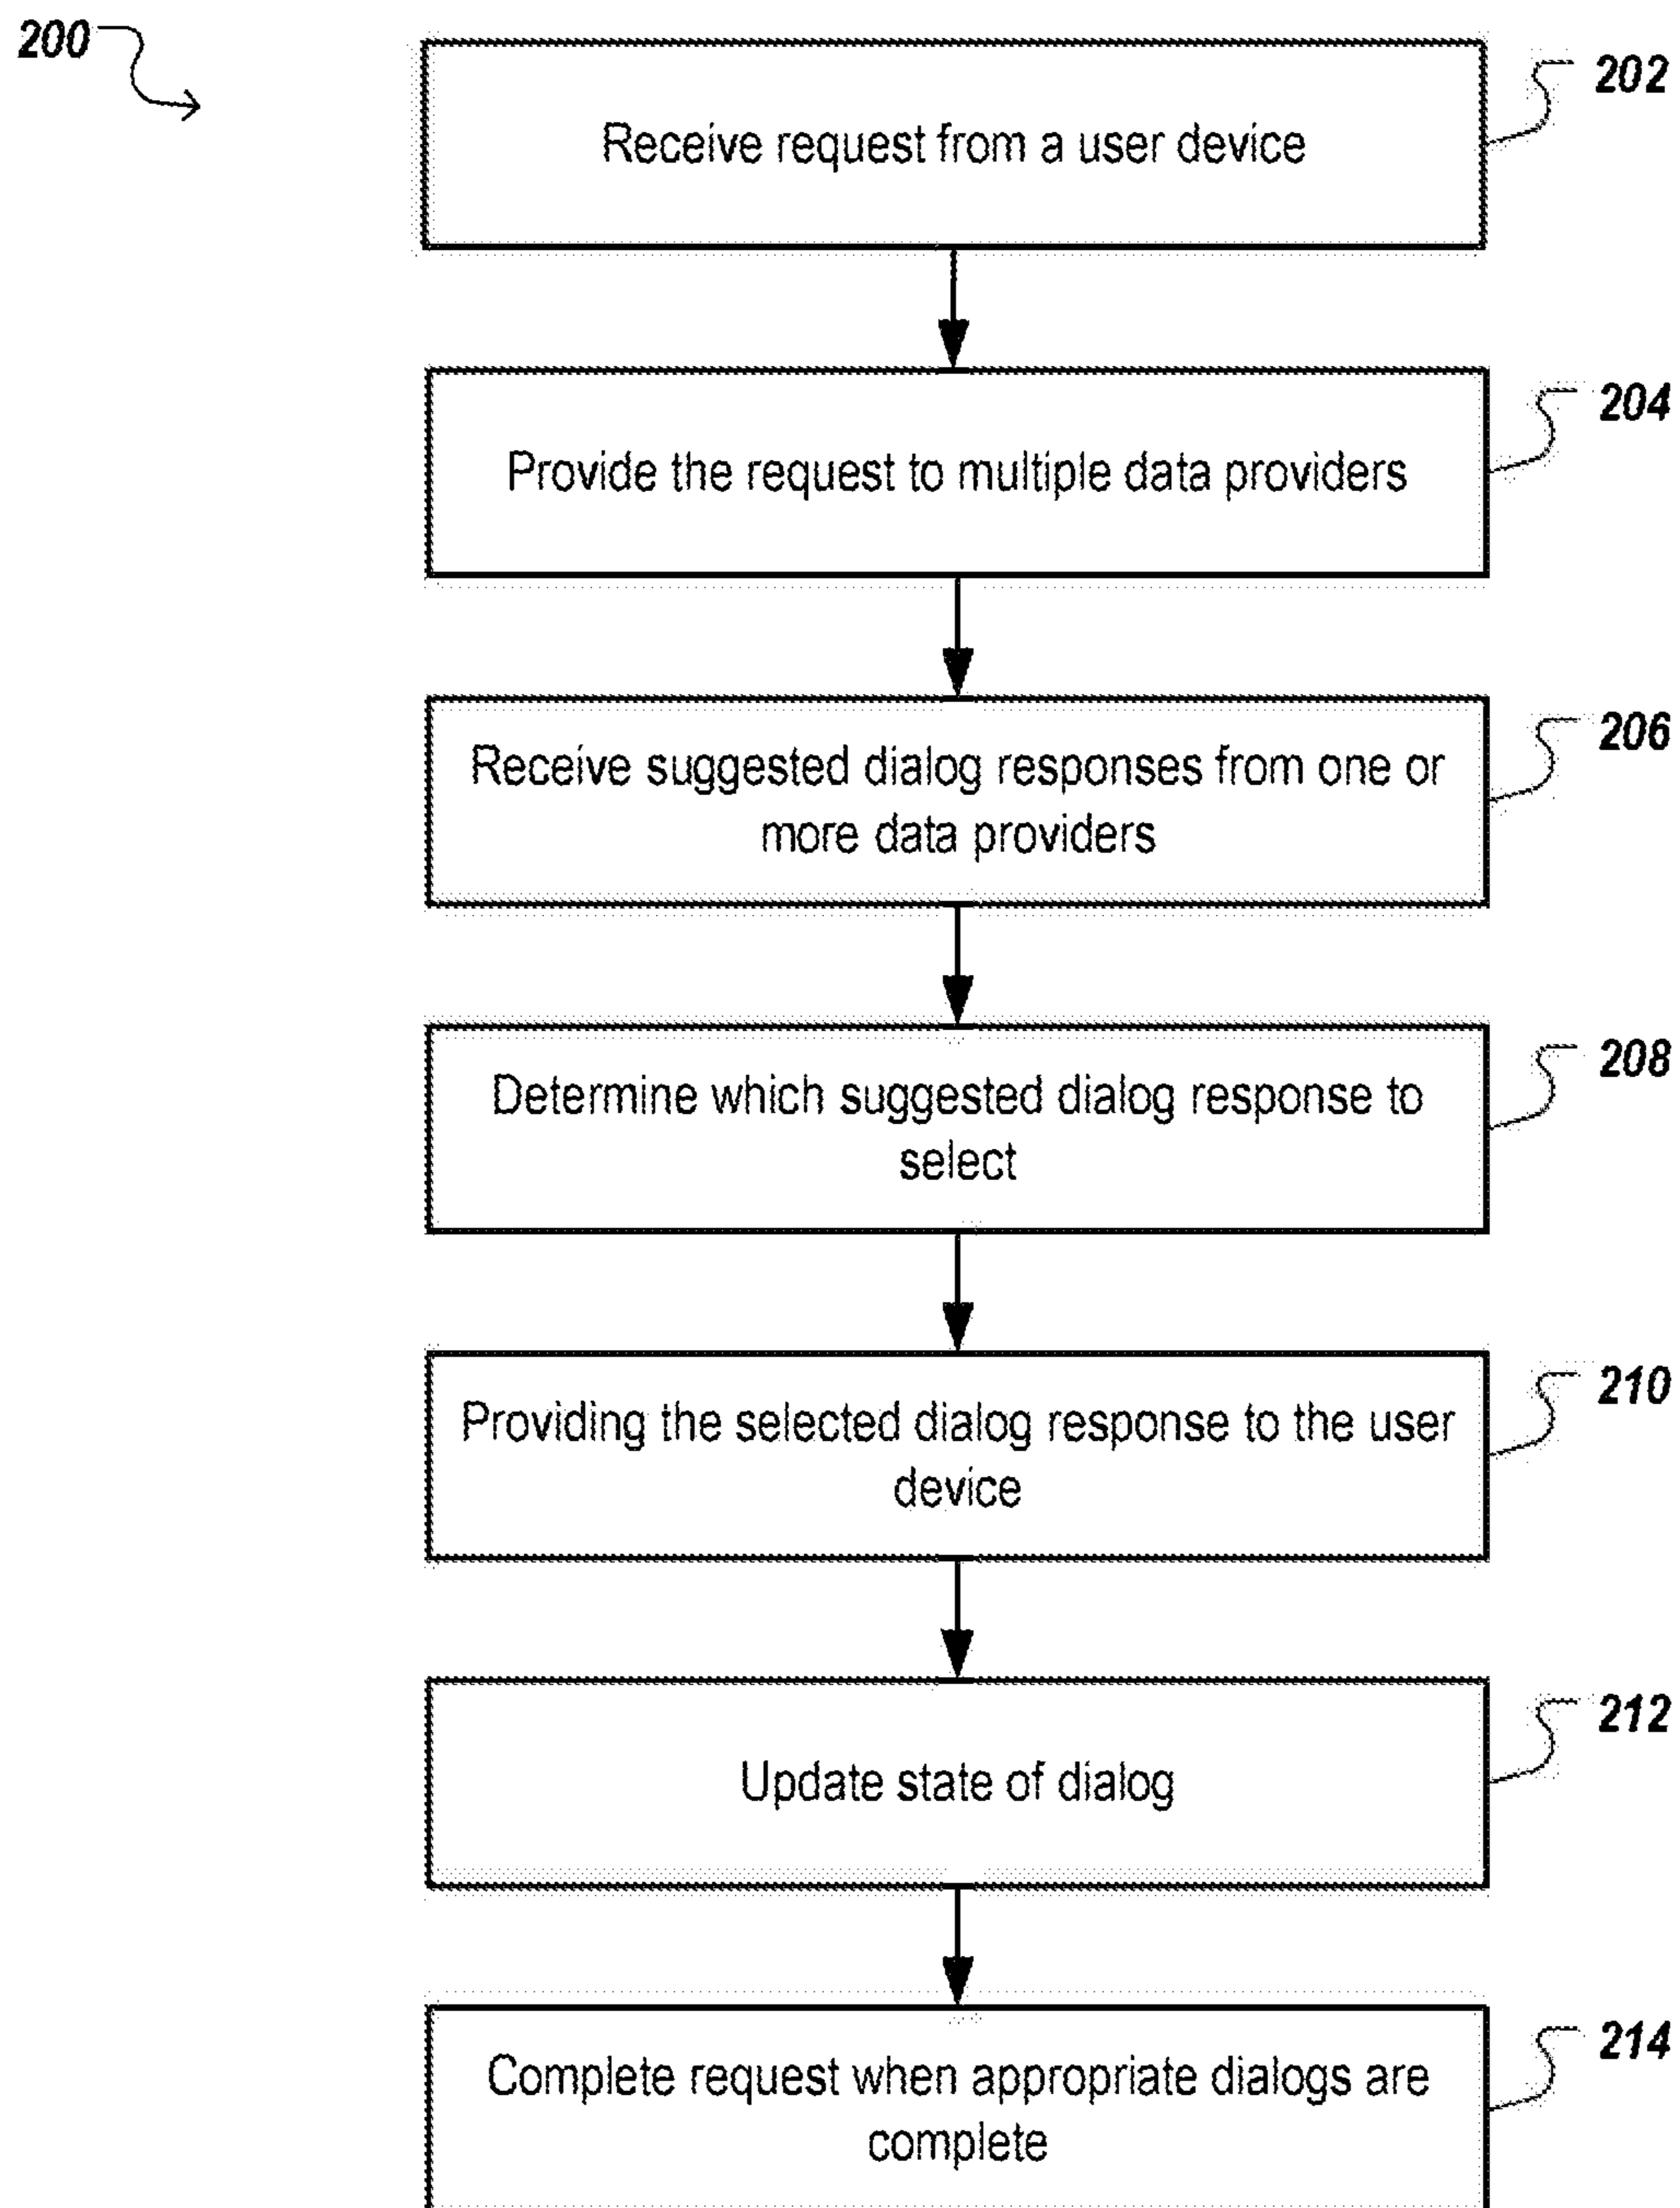 200
202
Receive request from a user device
204
Provide the request to multiple data providers
206
Receive suggested dialog responses from one or
more data providers
208
Determine which suggested dialog response to
select
210
Providing the selected dialog response to the user
device
212
Update state of dialog
214
Complete request when appropriate dialogs are
complete